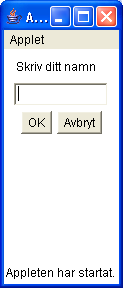 A...
Applet
Skriv ditt namn
OK Avbryt
Appleten har startat.